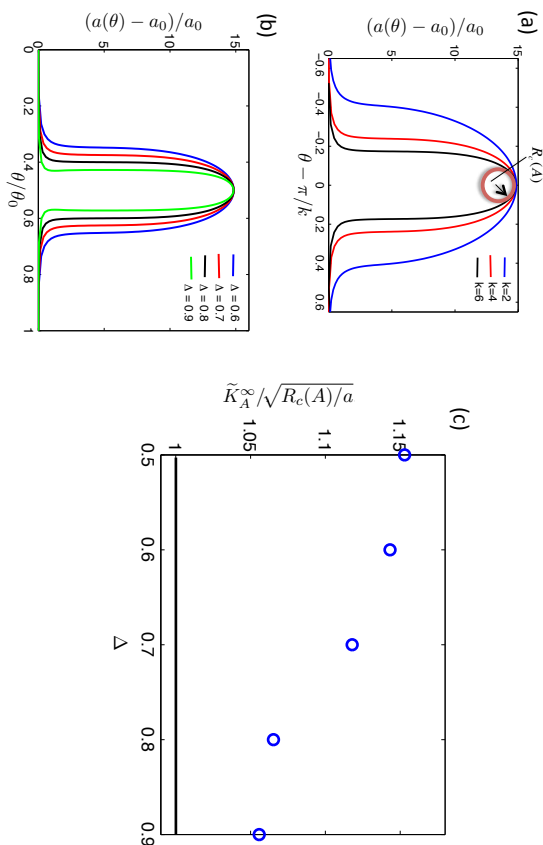 (a)
(a(θ) − a₀)/a₀
15
10
5
0
−0.6
−0.4
−0.2
0
0.2
0.4
0.6
θ − π/k
R_c(A)
k=2
k=4
k=6
(b)
(a(θ) − a₀)/a₀
15
10
5
0
0
0.2
0.4
0.6
0.8
1
θ/θ₀
Δ = 0.6
Δ = 0.7
Δ = 0.8
Δ = 0.9
(c)
K̃_A^∞/√(R_c(A)/a)
1.15
1.1
1.05
1
0.5
0.6
0.7
0.8
0.9
Δ